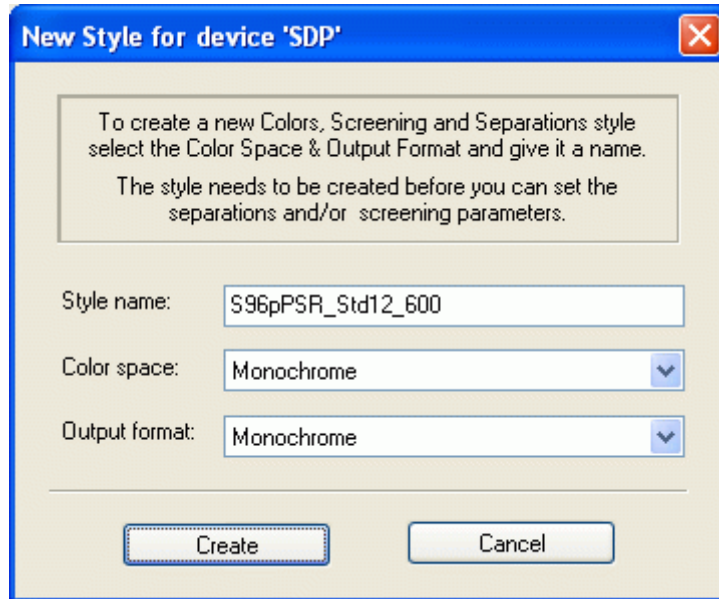 New Style for device 'SDP'
To create a new Colors, Screening and Separations style
select the Color Space & Output Format and give it a name.
The style needs to be created before you can set the
separations and/or screening parameters.
Style name:
S96pPSR_Std12_600
Color space:
Monochrome
Output format:
Monochrome
Create
Cancel